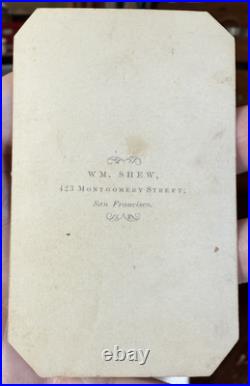 WM. SHEW,
423 MONTGOMERY STREET,
San Francisco.